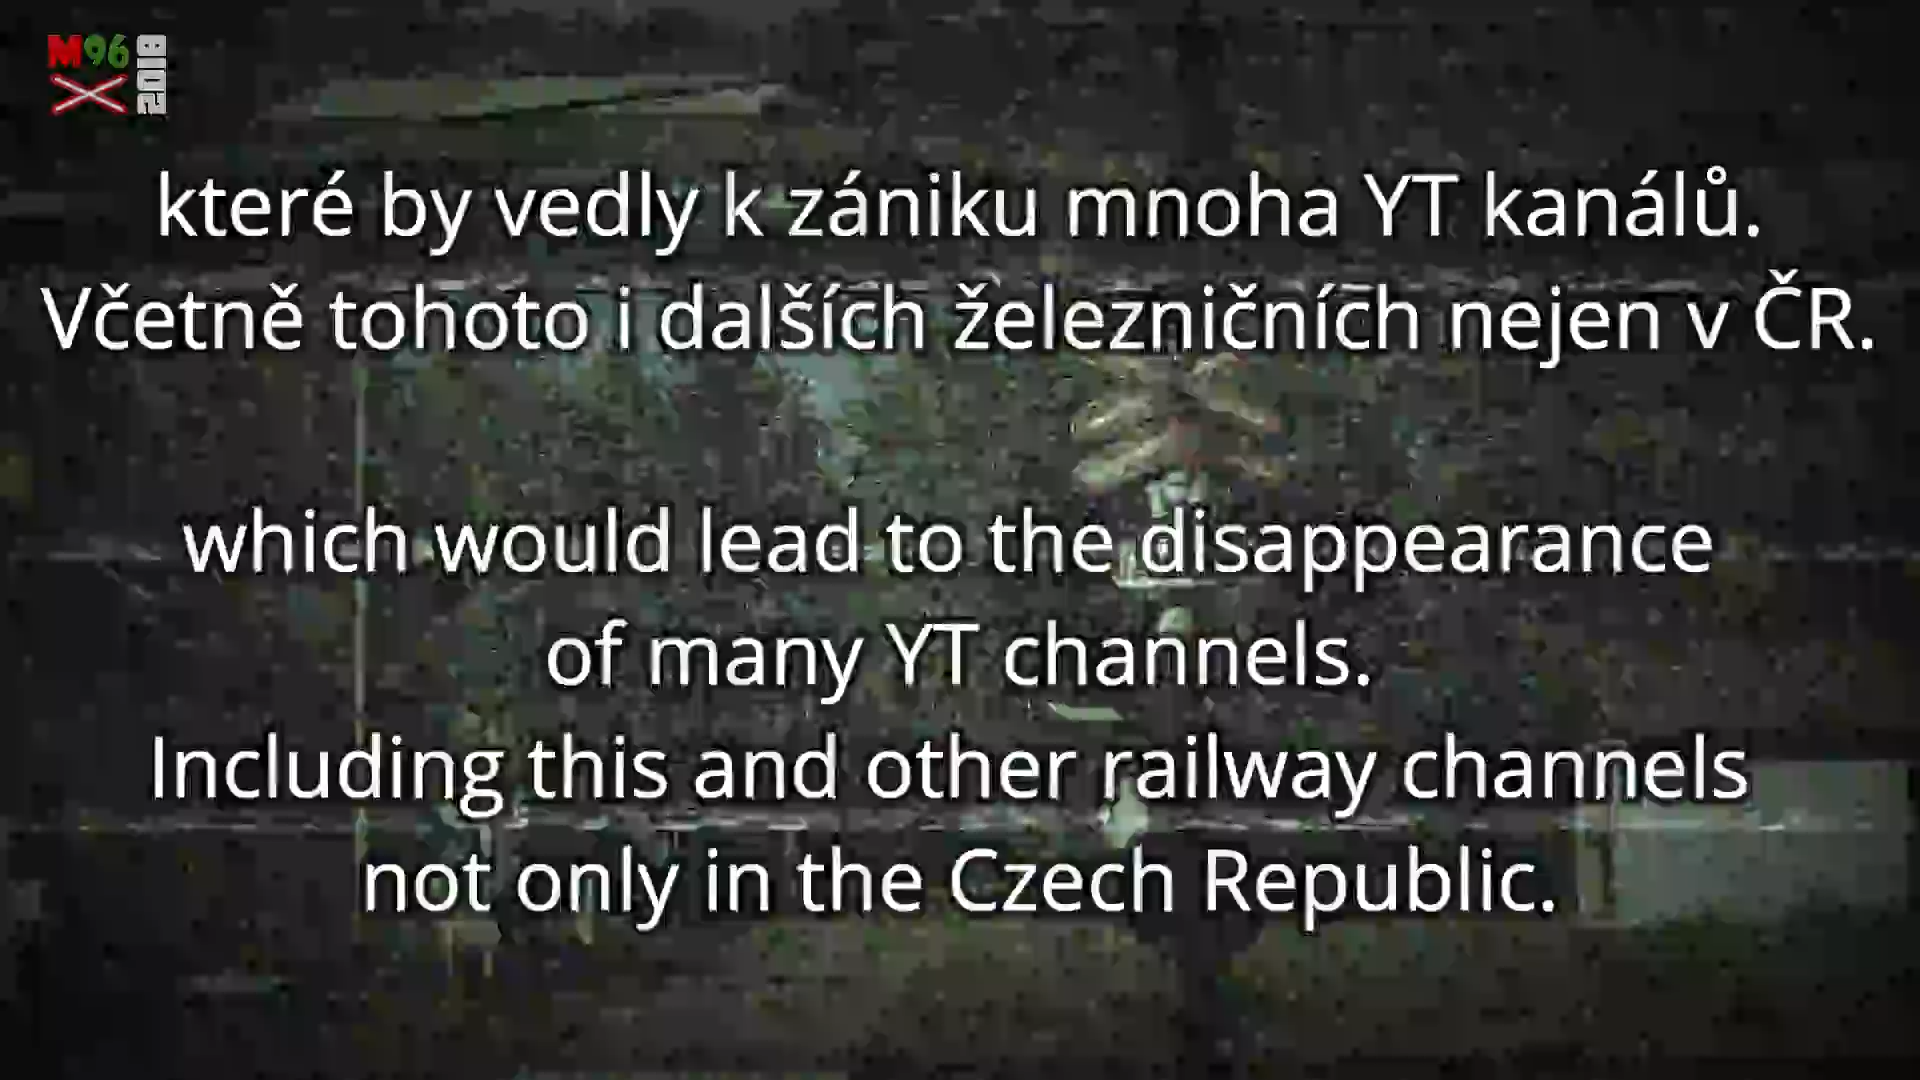 M96
2018
které by vedly k zániku mnoha YT kanálů.
Včetně tohoto i dalších železničních nejen v ČR.
which would lead to the disappearance
of many YT channels.
Including this and other railway channels
not only in the Czech Republic.